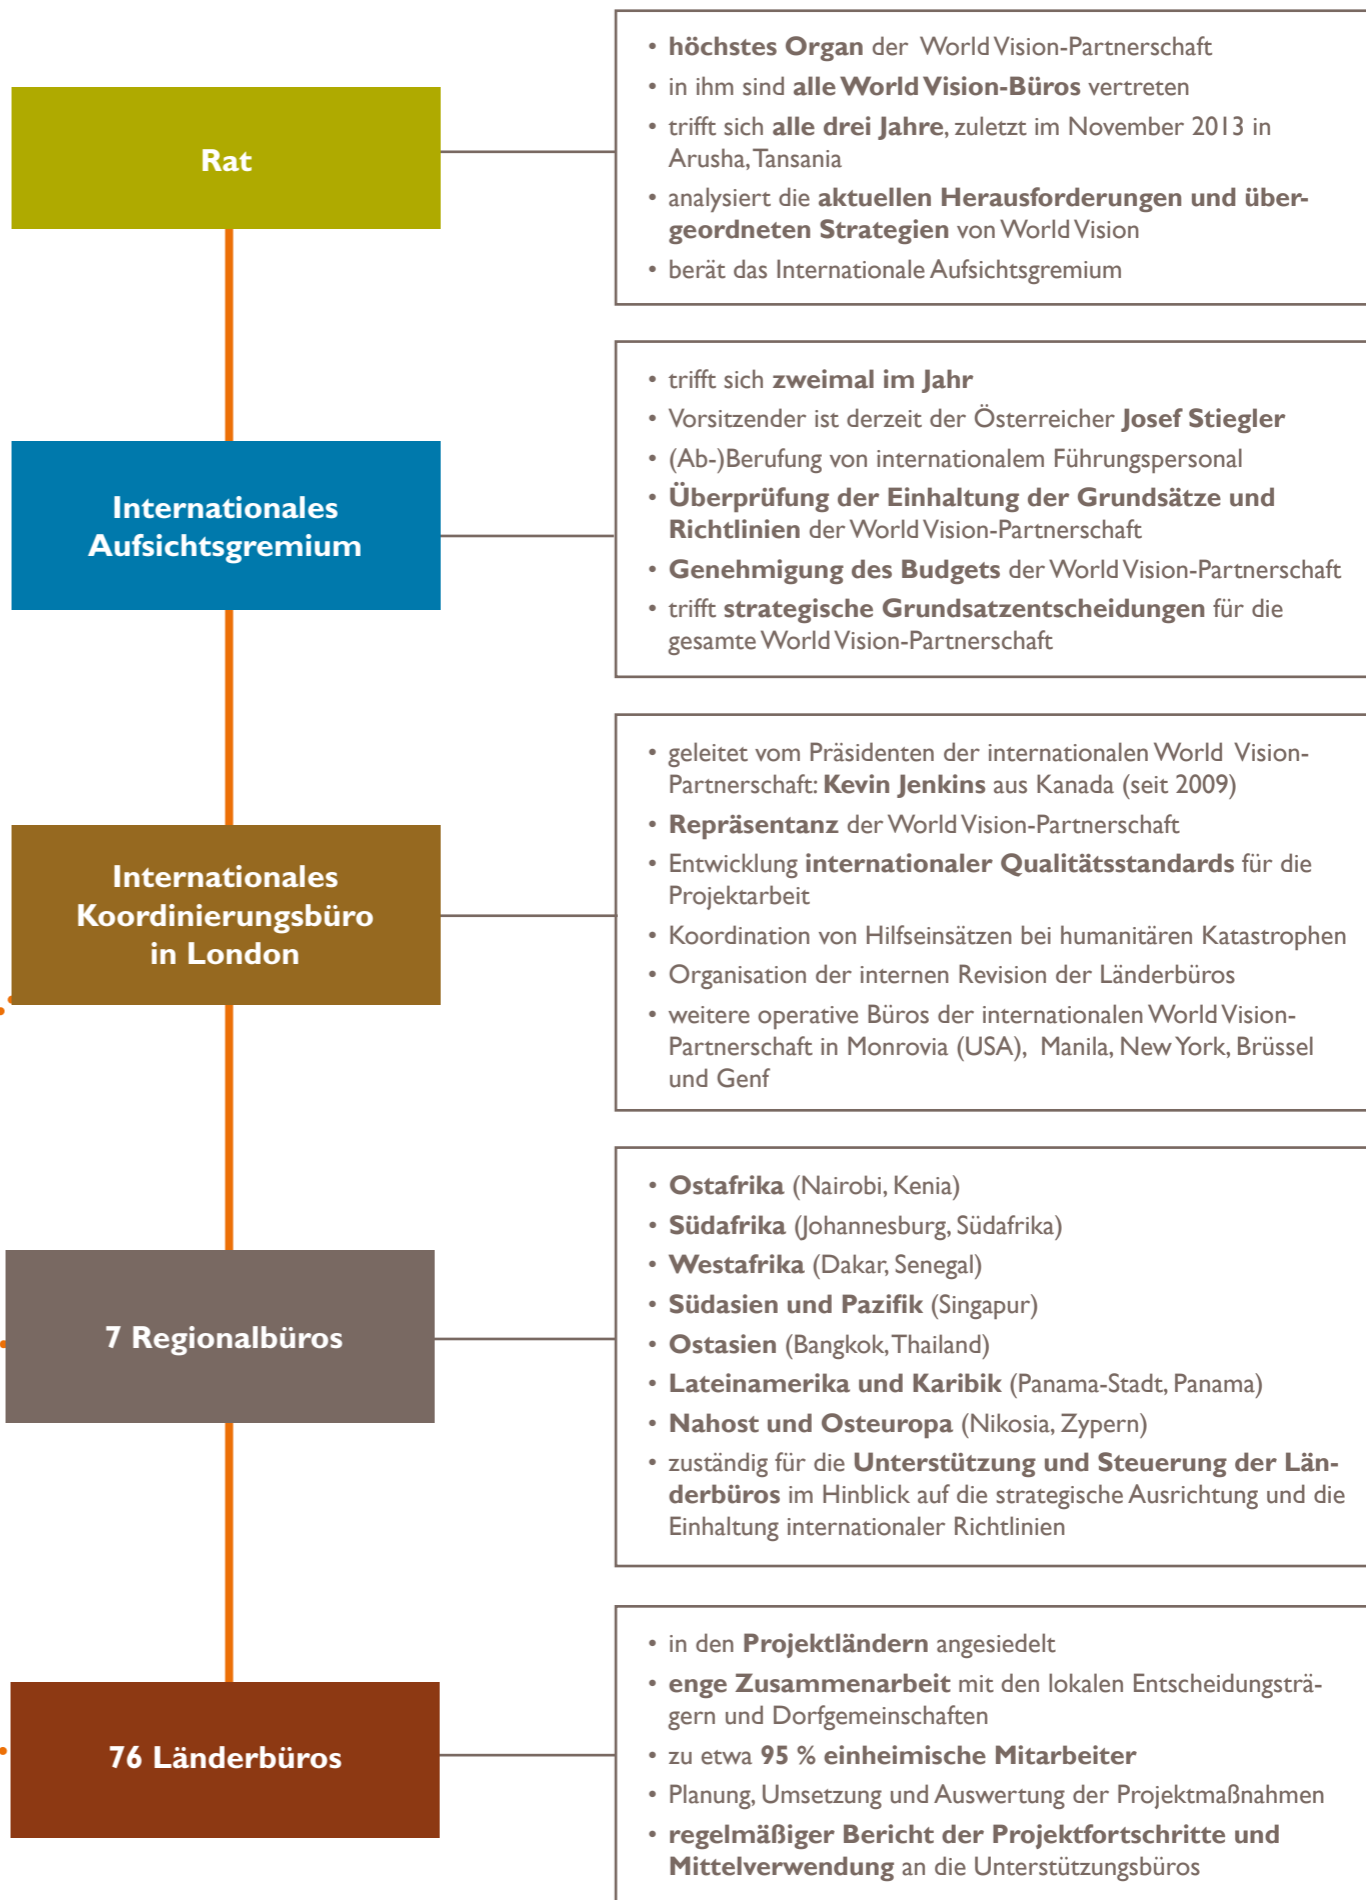 Rat
• höchstes Organ der World Vision-Partnerschaft
• in ihm sind alle World Vision-Büros vertreten
• trifft sich alle drei Jahre, zuletzt im November 2013 in
Arusha, Tansania
• analysiert die aktuellen Herausforderungen und über-
geordneten Strategien von World Vision
• berät das Internationale Aufsichtsgremium
Internationales
Aufsichtsgremium
• trifft sich zweimal im Jahr
• Vorsitzender ist derzeit der Österreicher Josef Stiegler
• (Ab-)Berufung von internationalem Führungspersonal
• Überprüfung der Einhaltung der Grundsätze und
Richtlinien der World Vision-Partnerschaft
• Genehmigung des Budgets der World Vision-Partnerschaft
• trifft strategische Grundsatzentscheidungen für die
gesamte World Vision-Partnerschaft
Internationales
Koordinierungsbüro
in London
• geleitet vom Präsidenten der internationalen World Vision-
Partnerschaft: Kevin Jenkins aus Kanada (seit 2009)
• Repräsentanz der World Vision-Partnerschaft
• Entwicklung internationaler Qualitätsstandards für die
Projektarbeit
• Koordination von Hilfseinsätzen bei humanitären Katastrophen
• Organisation der internen Revision der Länderbüros
• weitere operative Büros der internationalen World Vision-
Partnerschaft in Monrovia (USA), Manila, New York, Brüssel
und Genf
7 Regionalbüros
• Ostafrika (Nairobi, Kenia)
• Südafrika (Johannesburg, Südafrika)
• Westafrika (Dakar, Senegal)
• Südasien und Pazifik (Singapur)
• Ostasien (Bangkok, Thailand)
• Lateinamerika und Karibik (Panama-Stadt, Panama)
• Nahost und Osteuropa (Nikosia, Zypern)
• zuständig für die Unterstützung und Steuerung der Län-
derbüros im Hinblick auf die strategische Ausrichtung und die
Einhaltung internationaler Richtlinien
76 Länderbüros
• in den Projektländern angesiedelt
• enge Zusammenarbeit mit den lokalen Entscheidungsträ-
gern und Dorfgemeinschaften
• zu etwa 95 % einheimische Mitarbeiter
• Planung, Umsetzung und Auswertung der Projektmaßnahmen
• regelmäßiger Bericht der Projektfortschritte und
Mittelverwendung an die Unterstützungsbüros